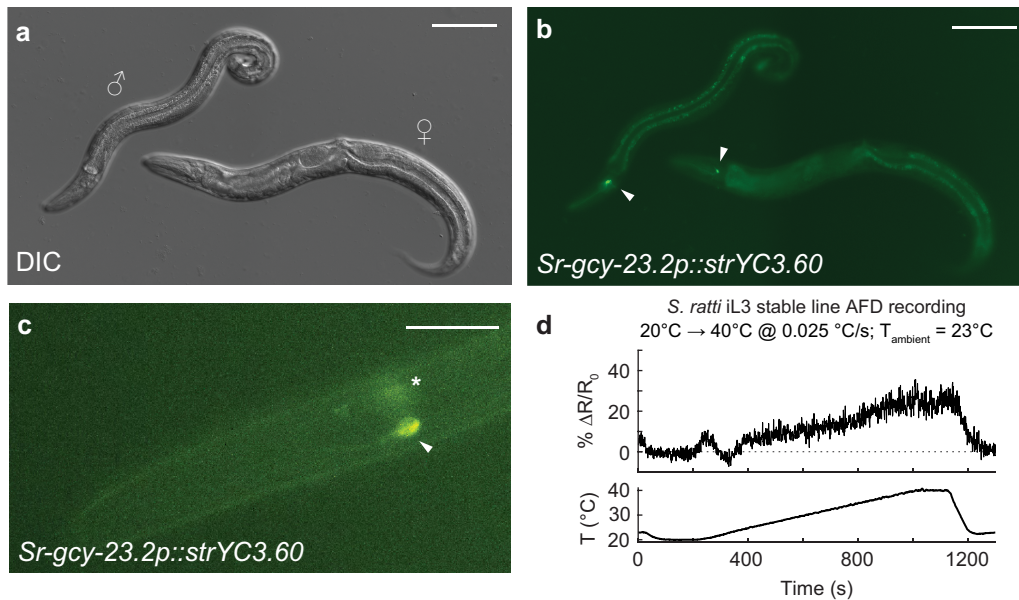 a
♂
♀
DIC
b
Sr-gcy-23.2p::strYC3.60
c
*
Sr-gcy-23.2p::strYC3.60
d
S. ratti iL3 stable line AFD recording
20°C → 40°C @ 0.025 °C/s; Tambient = 23°C
% ΔR/R0
40
20
0
T (°C)
40
30
20
0
400
800
1200
Time (s)